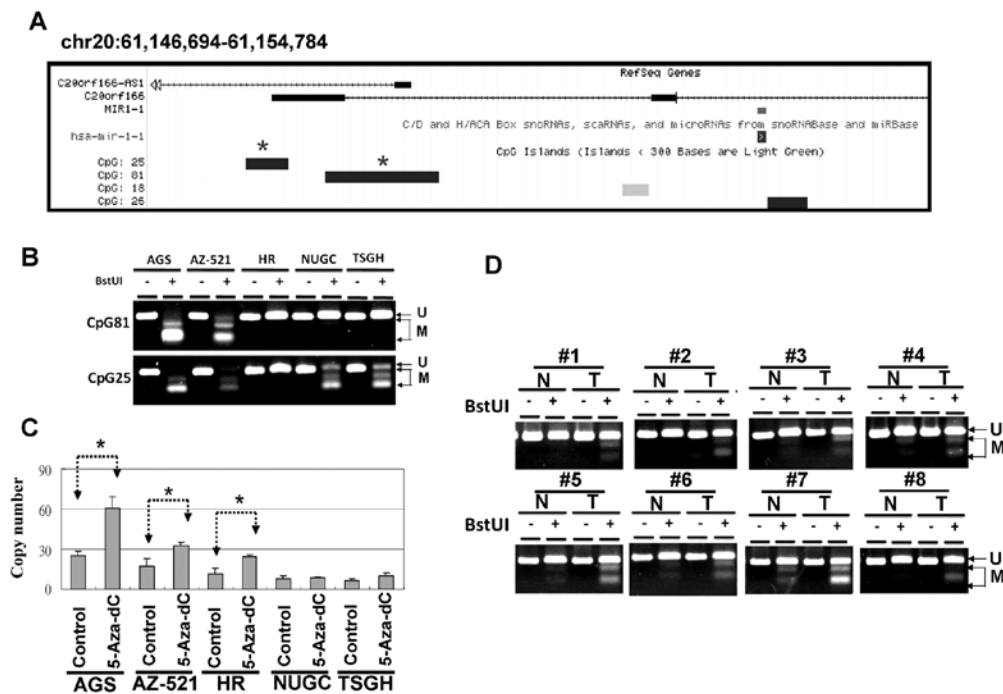 A
chr20:61,146,694-61,154,784
RefSeq Genes
C20orf166-AS1
C20orf166
MIR1-1
C/D and H/ACA Box snoRNAs, scaRNAs, and microRNAs from snoRNABase and miRBase
hsa-mir-1-1
CpG Islands (Islands < 300 Bases are Light Green)
* *
CpG: 25
CpG: 81
CpG: 18
CpG: 26
B
AGS AZ-521 HR NUGC TSGH
BstUI - + - + - + - + - +
CpG81 U M
CpG25 U M
C
Copy number
90
60
30
0
* * *
Control 5-Aza-dC Control 5-Aza-dC Control 5-Aza-dC Control 5-Aza-dC Control 5-Aza-dC
AGS AZ-521 HR NUGC TSGH
D
#1 #2 #3 #4
N T N T N T N T
BstUI - + - + - + - + - + - + - + - +
U
M
#5 #6 #7 #8
N T N T N T N T
BstUI - + - + - + - + - + - + - + - +
U
M